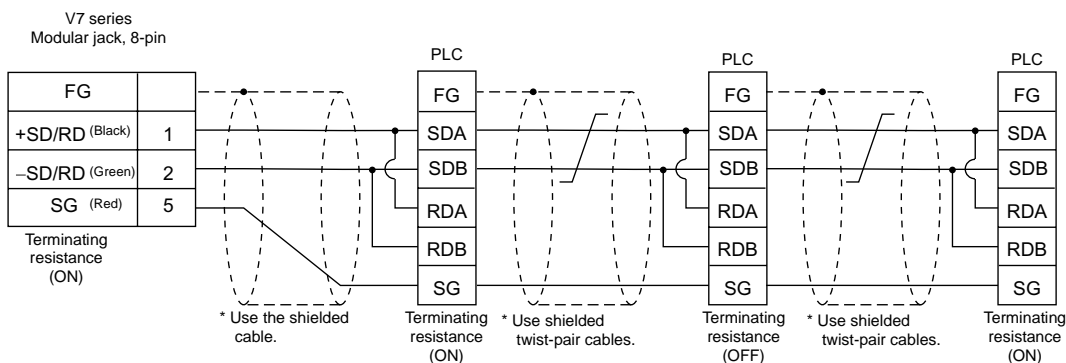 V7 series
Modular jack, 8-pin
FG
+SD/RD (Black) 1
–SD/RD (Green) 2
SG (Red) 5
Terminating
resistance
(ON)
* Use the shielded
cable.
PLC
FG
SDA
SDB
RDA
RDB
SG
Terminating
resistance
(ON)
* Use shielded
twist-pair cables.
PLC
FG
SDA
SDB
RDA
RDB
SG
Terminating
resistance
(OFF)
* Use shielded
twist-pair cables.
PLC
FG
SDA
SDB
RDA
RDB
SG
Terminating
resistance
(ON)